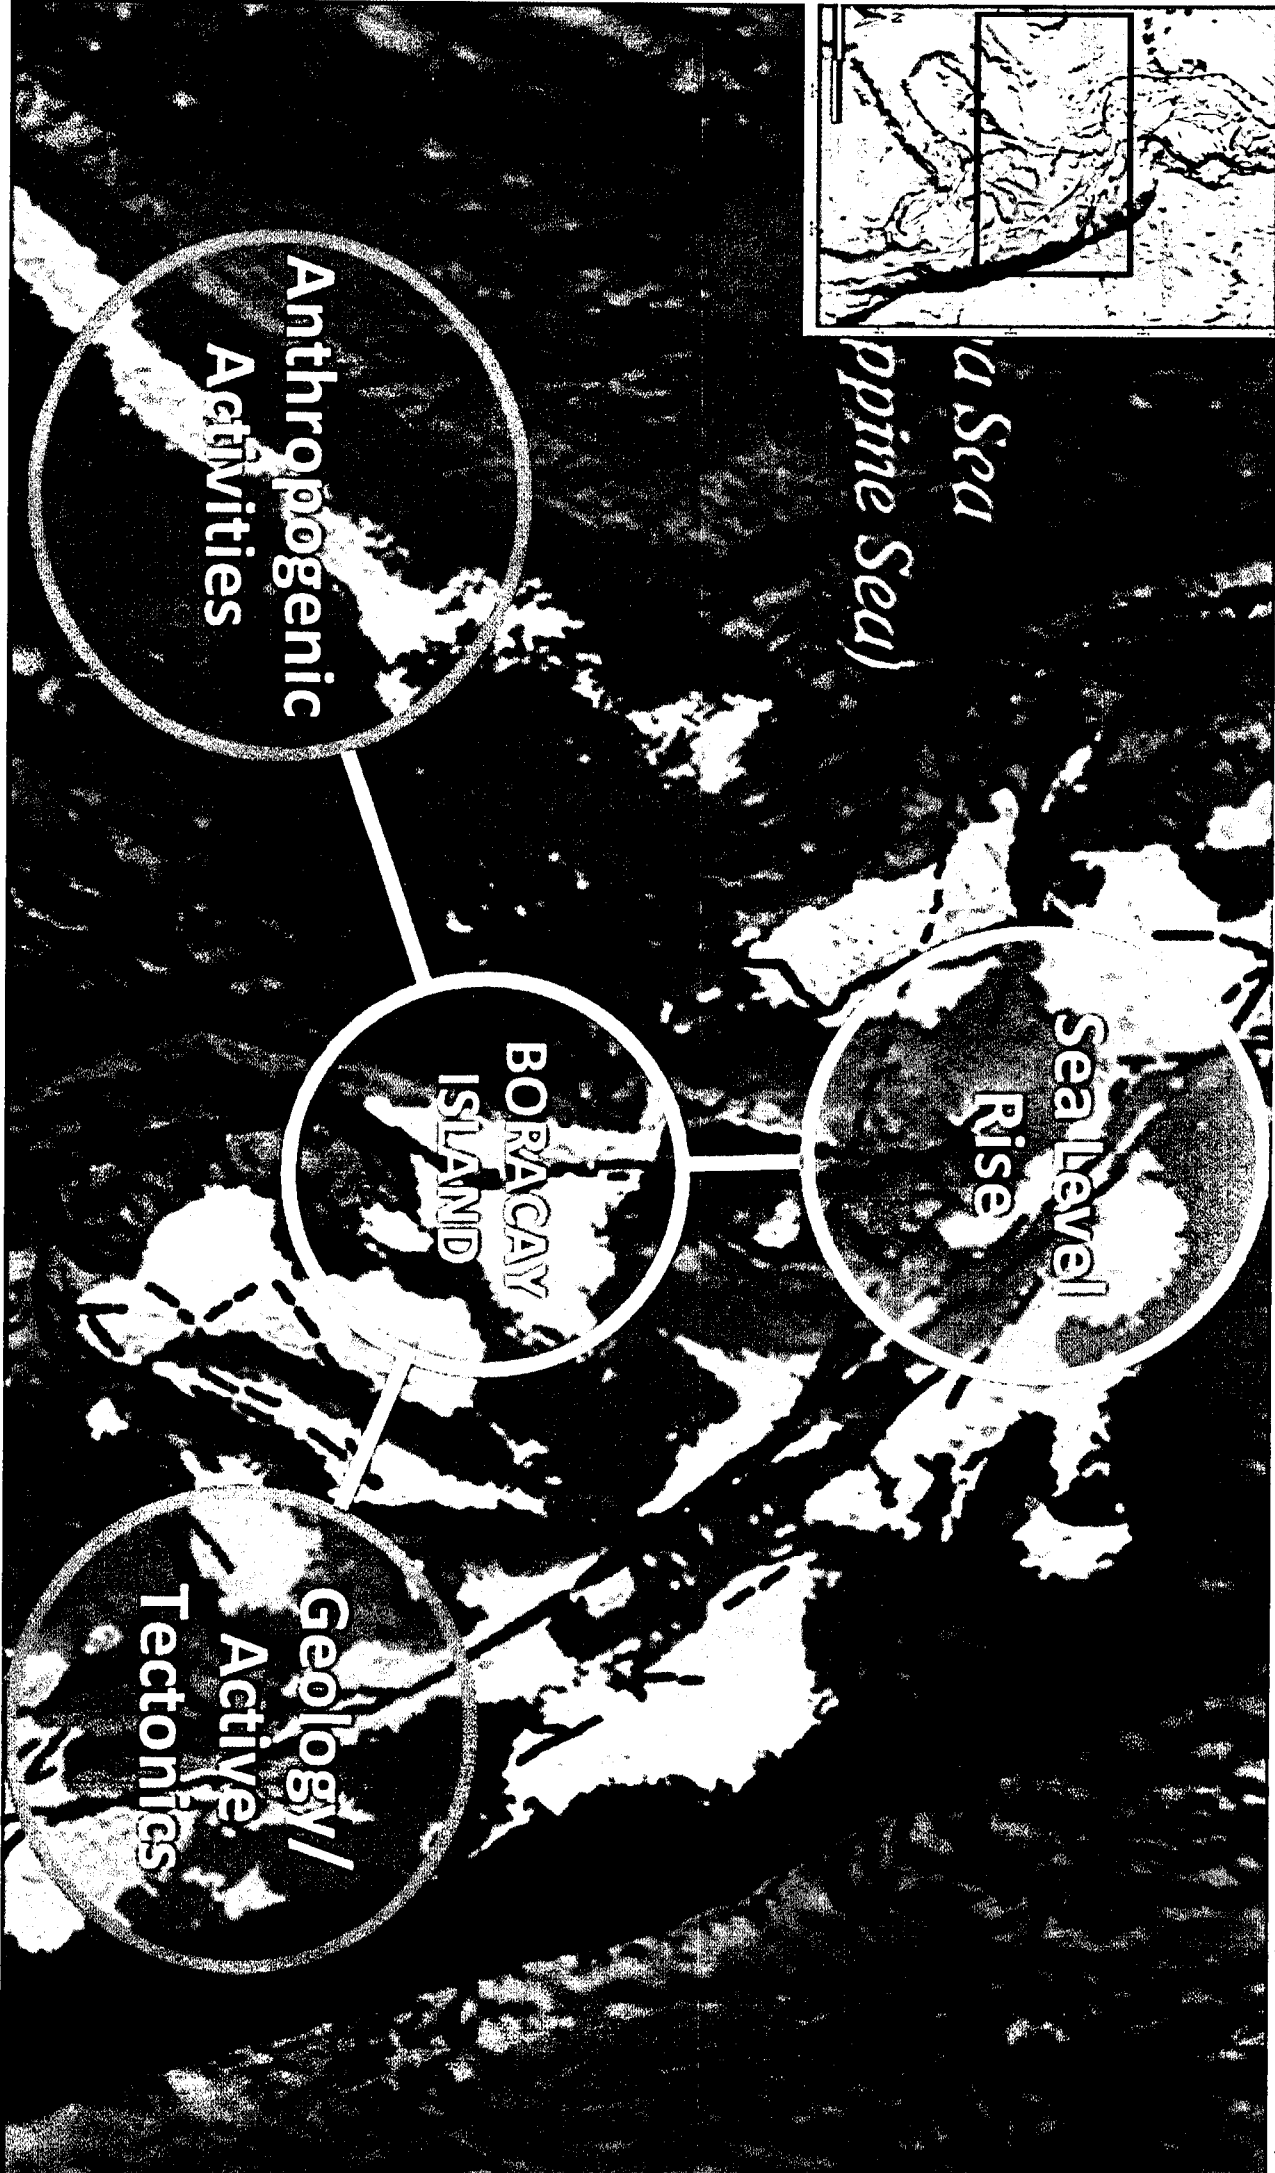 a Sea
ppine Sea)
Sea Level
Rise
BORACAY
ISLAND
Anthropogenic
Activities
Geology/
Active
Tectonics